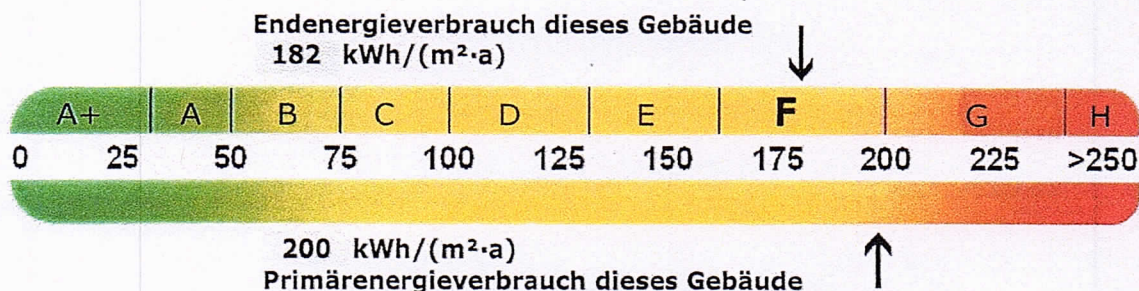 Endenergieverbrauch dieses Gebäude
182 kWh/(m²·a)
A+ A B C D E F G H
0 25 50 75 100 125 150 175 200 225 >250
200 kWh/(m²·a)
Primärenergieverbrauch dieses Gebäude